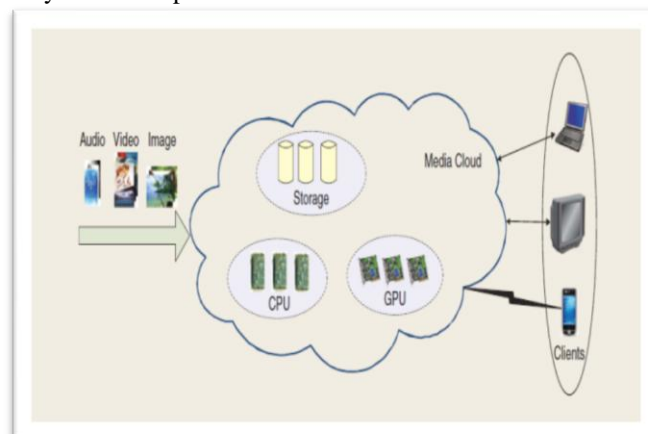 Audio Video Image
Media Cloud
Storage
CPU
GPU
Clients